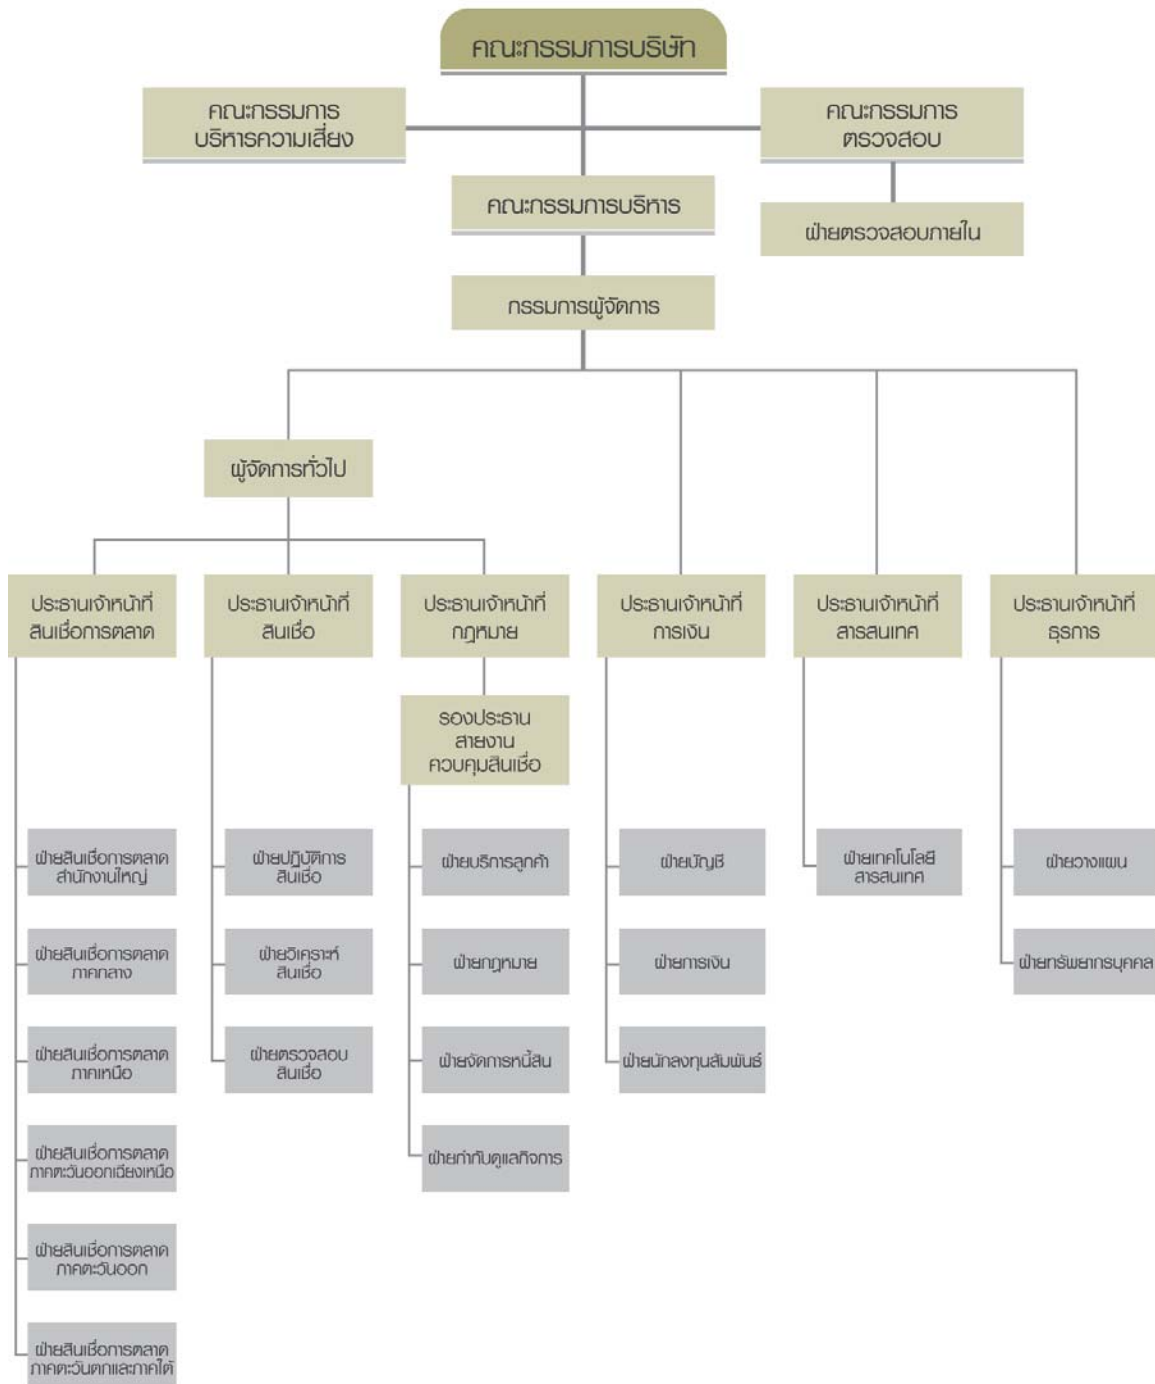 คณะกรรมการบริษัท
คณะกรรมการ
บริหารความเสี่ยง
คณะกรรมการ
ตรวจสอบ
คณะกรรมการบริหาร
ฝ่ายตรวจสอบภายใน
กรรมการผู้จัดการ
ผู้จัดการทั่วไป
ประธานเจ้าหน้าที่
สินเชื่อการตลาด
ประธานเจ้าหน้าที่
สินเชื่อ
ประธานเจ้าหน้าที่
กฎหมาย
ประธานเจ้าหน้าที่
การเงิน
ประธานเจ้าหน้าที่
สารสนเทศ
ประธานเจ้าหน้าที่
ธุรการ
รองประธาน
สายงาน
ควบคุมสินเชื่อ
ฝ่ายสินเชื่อการตลาด
สำนักงานใหญ่
ฝ่ายปฏิบัติการ
สินเชื่อ
ฝ่ายบริการลูกค้า
ฝ่ายบัญชี
ฝ่ายเทคโนโลยี
สารสนเทศ
ฝ่ายวางแผน
ฝ่ายสินเชื่อการตลาด
ภาคกลาง
ฝ่ายวิเคราะห์
สินเชื่อ
ฝ่ายกฎหมาย
ฝ่ายการเงิน
ฝ่ายทรัพยากรบุคคล
ฝ่ายสินเชื่อการตลาด
ภาคเหนือ
ฝ่ายตรวจสอบ
สินเชื่อ
ฝ่ายจัดการหนี้สิน
ฝ่ายนักลงทุนสัมพันธ์
ฝ่ายสินเชื่อการตลาด
ภาคตะวันออกเฉียงเหนือ
ฝ่ายกำกับดูแลกิจการ
ฝ่ายสินเชื่อการตลาด
ภาคตะวันออก
ฝ่ายสินเชื่อการตลาด
ภาคตะวันตกและภาคใต้